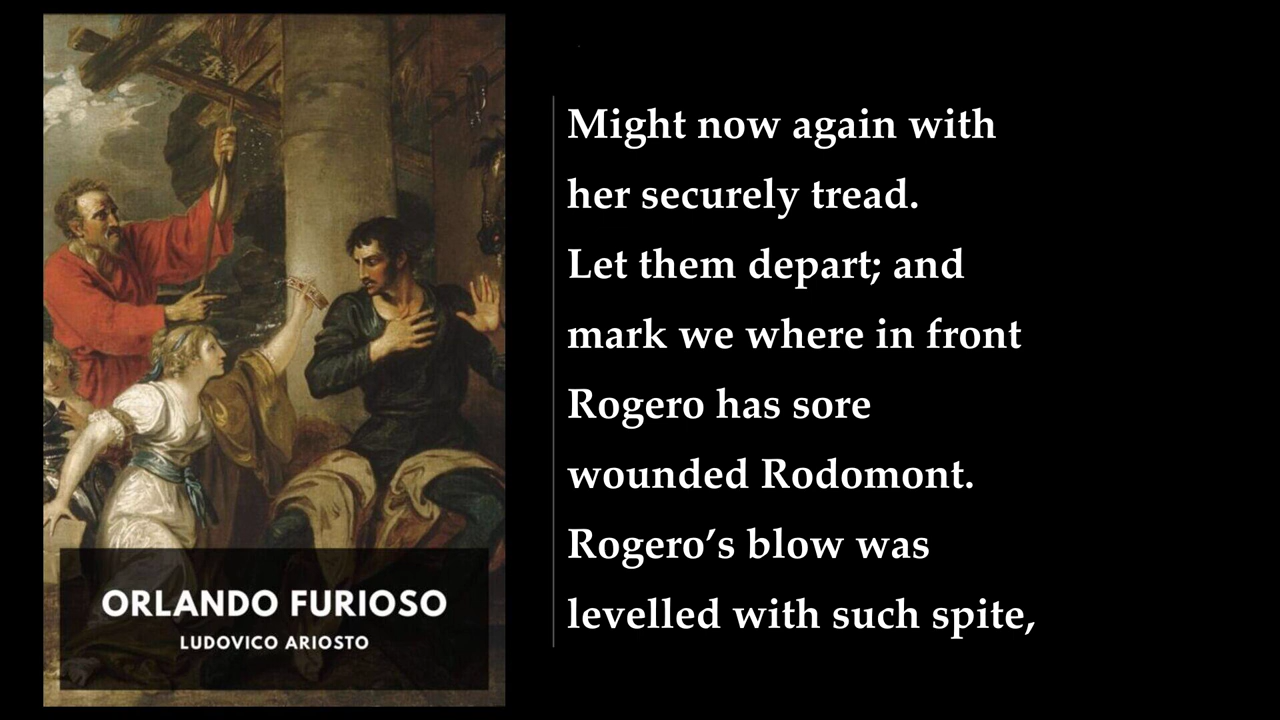 ORLANDO FURIOSO
LUDOVICO ARIOSTO
Might now again with
her securely tread.
Let them depart; and
mark we where in front
Rogero has sore
wounded Rodomont.
Rogero’s blow was
levelled with such spite,